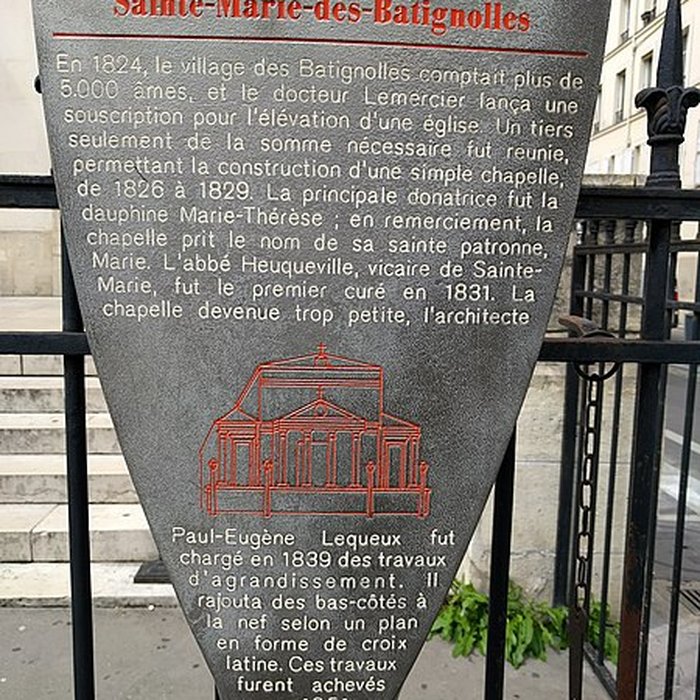 Sainte-Marie-des-Batignolles
En 1824, le village des Batignolles comptait plus de
5.000 âmes, et le docteur Lemercier lança une
souscription pour l'élévation d'une église. Un tiers
seulement de la somme nécessaire fut reunie,
permettant la construction d'une simple chapelle,
de 1826 à 1829. La principale donatrice fut la
dauphine Marie-Thérèse ; en remerciement, la
chapelle prit le nom de sa sainte patronne,
Marie. L'abbé Heuqueville, vicaire de Sainte-
Marie, fut le premier curé en 1831. La
chapelle devenue trop petite, l'architecte
Paul-Eugène Lequeux fut
chargé en 1839 des travaux
d'agrandissement. Il
rajouta des bas-côtés à
la nef selon un plan
en forme de croix
latine. Ces travaux
furent achevés